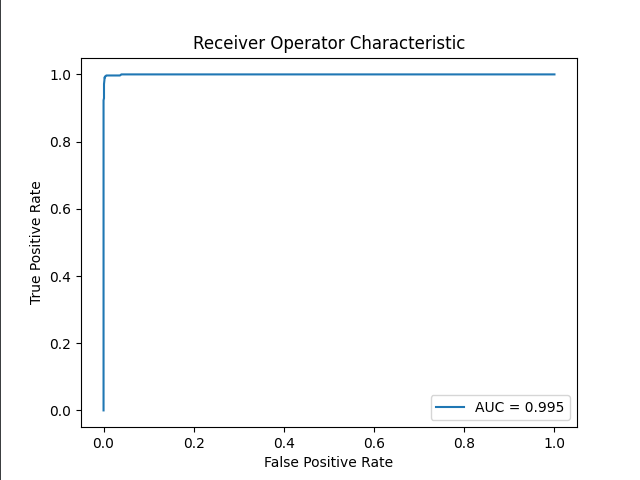 Receiver Operator Characteristic
True Positive Rate
1.0
0.8
0.6
0.4
0.2
0.0
AUC = 0.995
0.0 0.2 0.4 0.6 0.8 1.0
False Positive Rate